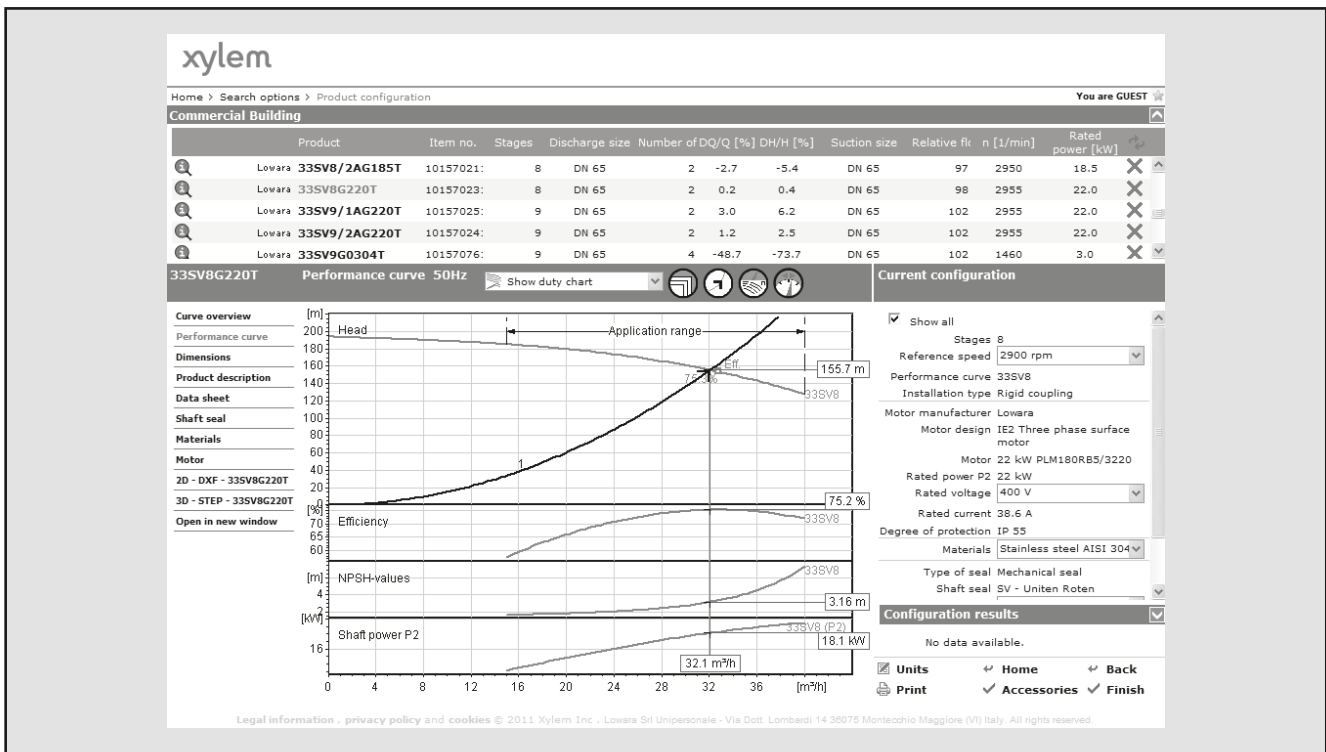 xylem
Home > Search options > Product configuration
You are GUEST
Commercial Building
Product Item no. Stages Discharge size Number of DQ/Q [%] DH/H [%] Suction size Relative flo n [1/min] Rated power [kW]
Lowara 33SV8/2AG185T 10157021: 8 DN 65 2 -2.7 -5.4 DN 65 97 2950 18.5
Lowara 33SV8G220T 10157023: 8 DN 65 2 0.2 0.4 DN 65 98 2955 22.0
Lowara 33SV9/1AG220T 10157025: 9 DN 65 2 3.0 6.2 DN 65 102 2955 22.0
Lowara 33SV9/2AG220T 10157024: 9 DN 65 2 1.2 2.5 DN 65 102 2955 22.0
Lowara 33SV9G0304T 10157076: 9 DN 65 4 -48.7 -73.7 DN 65 102 1460 3.0
33SV8G220T Performance curve 50Hz Show duty chart
Current configuration
Curve overview
Performance curve
Dimensions
Product description
Data sheet
Shaft seal
Materials
Motor
2D - DXF - 33SV8G220T
3D - STEP - 33SV8G220T
Open in new window
[m]
Head
Application range
200
180
160
140
120
100
80
60
40
20
0
Eff.
75.2%
155.7 m
33SV8
1
75.2 %
[%]
Efficiency
70
65
60
33SV8
[m]
NPSH-values
4
2
33SV8
3.16 m
[kW]
Shaft power P2
16
33SV8 (P2)
18.1 kW
32.1 m³/h
0 4 8 12 16 20 24 28 32 36 [m³/h]
Show all
Stages 8
Reference speed 2900 rpm
Performance curve 33SV8
Installation type Rigid coupling
Motor manufacturer Lowara
Motor design IE2 Three phase surface
motor
Motor 22 kW PLM180RB5/3220
Rated power P2 22 kW
Rated voltage 400 V
Rated current 38.6 A
Degree of protection IP 55
Materials Stainless steel AISI 304
Type of seal Mechanical seal
Shaft seal SV - Uniten Roten
Configuration results
No data available.
Units Home Back
Print Accessories Finish
Legal information , privacy policy and cookies © 2011 Xylem Inc . Lowara Srl Unipersonale - Via Dott. Lombardi 14 36075 Montecchio Maggiore (VI) Italy. All rights reserved.